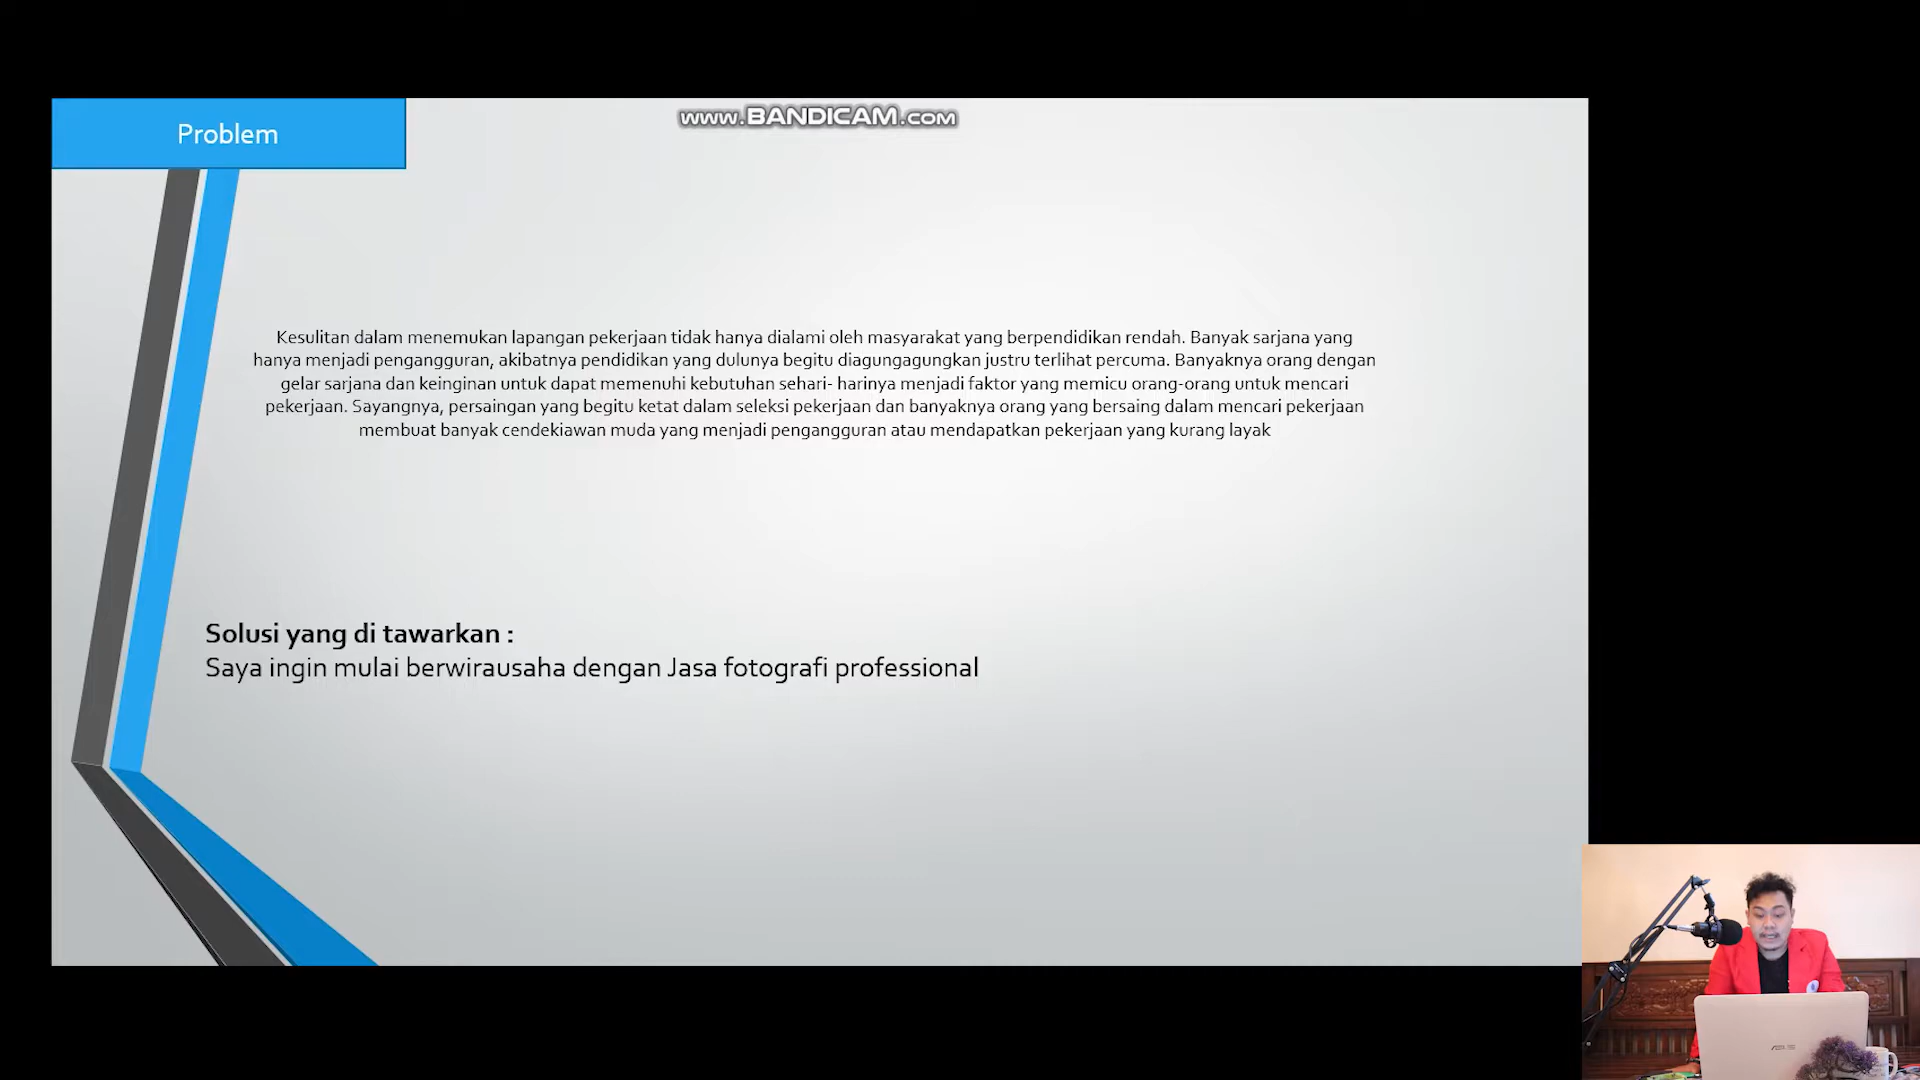 Problem
www.BANDICAM.com
Kesulitan dalam menemukan lapangan pekerjaan tidak hanya dialami oleh masyarakat yang berpendidikan rendah. Banyak sarjana yang
hanya menjadi pengangguran, akibatnya pendidikan yang dulunya begitu diagungagungkan justru terlihat percuma. Banyaknya orang dengan
gelar sarjana dan keinginan untuk dapat memenuhi kebutuhan sehari- harinya menjadi faktor yang memicu orang-orang untuk mencari
pekerjaan. Sayangnya, persaingan yang begitu ketat dalam seleksi pekerjaan dan banyaknya orang yang bersaing dalam mencari pekerjaan
membuat banyak cendekiawan muda yang menjadi pengangguran atau mendapatkan pekerjaan yang kurang layak
Solusi yang di tawarkan :
Saya ingin mulai berwirausaha dengan Jasa fotografi professional
ASUS